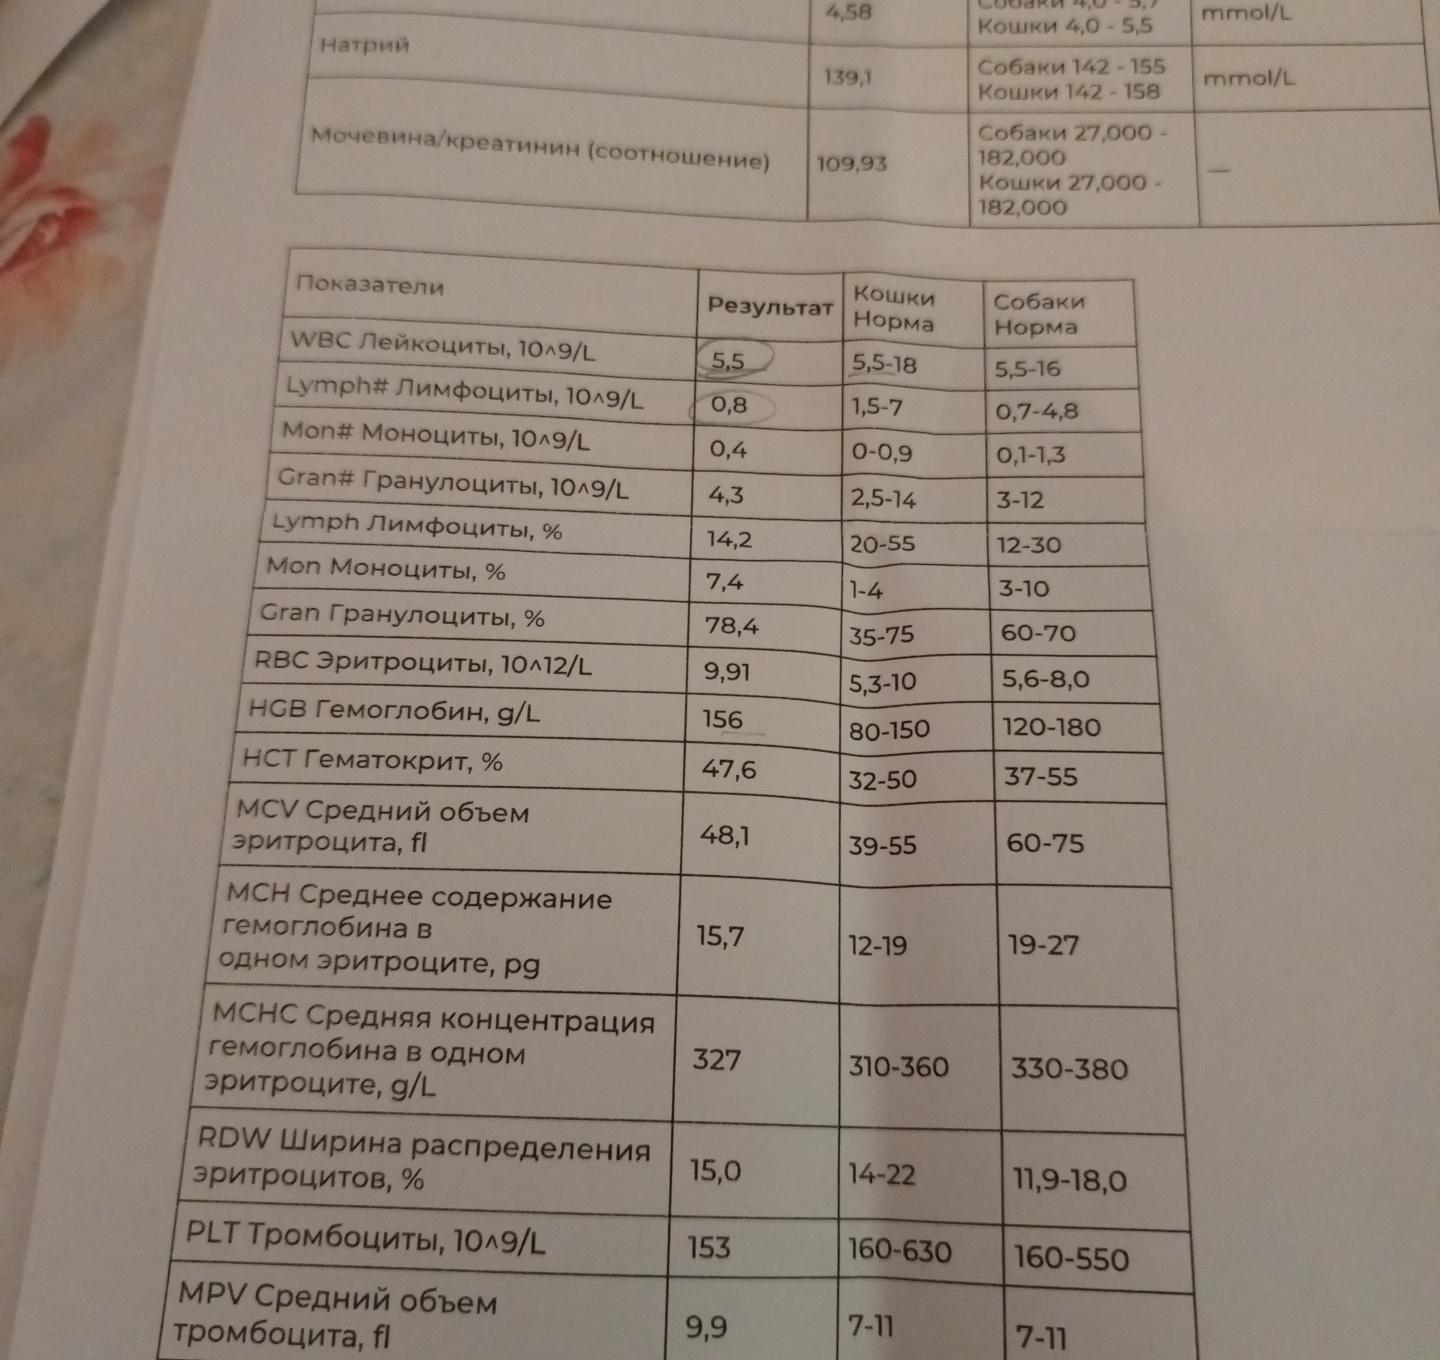 4,58
Собаки 4,0 - 5,7
Кошки 4,0 - 5,5
mmol/L
Натрий
139,1
Собаки 142 - 155
Кошки 142 - 158
mmol/L
Мочевина/креатинин (соотношение)
109,93
Собаки 27,000 -
182,000
Кошки 27,000 -
182,000
—
Показатели
Результат
Кошки
Норма
Собаки
Норма
WBC Лейкоциты, 10^9/L
5,5
5,5-18
5,5-16
Lymph# Лимфоциты, 10^9/L
0,8
1,5-7
0,7-4,8
Mon# Моноциты, 10^9/L
0,4
0-0,9
0,1-1,3
Gran# Гранулоциты, 10^9/L
4,3
2,5-14
3-12
Lymph Лимфоциты, %
14,2
20-55
12-30
Mon Моноциты, %
7,4
1-4
3-10
Gran Гранулоциты, %
78,4
35-75
60-70
RBC Эритроциты, 10^12/L
9,91
5,3-10
5,6-8,0
HGB Гемоглобин, g/L
156
80-150
120-180
HCT Гематокрит, %
47,6
32-50
37-55
MCV Средний объем
эритроцита, fl
48,1
39-55
60-75
MCH Среднее содержание
гемоглобина в
одном эритроците, pg
15,7
12-19
19-27
MCHC Средняя концентрация
гемоглобина в одном
эритроците, g/L
327
310-360
330-380
RDW Ширина распределения
эритроцитов, %
15,0
14-22
11,9-18,0
PLT Тромбоциты, 10^9/L
153
160-630
160-550
MPV Средний объем
тромбоцита, fl
9,9
7-11
7-11